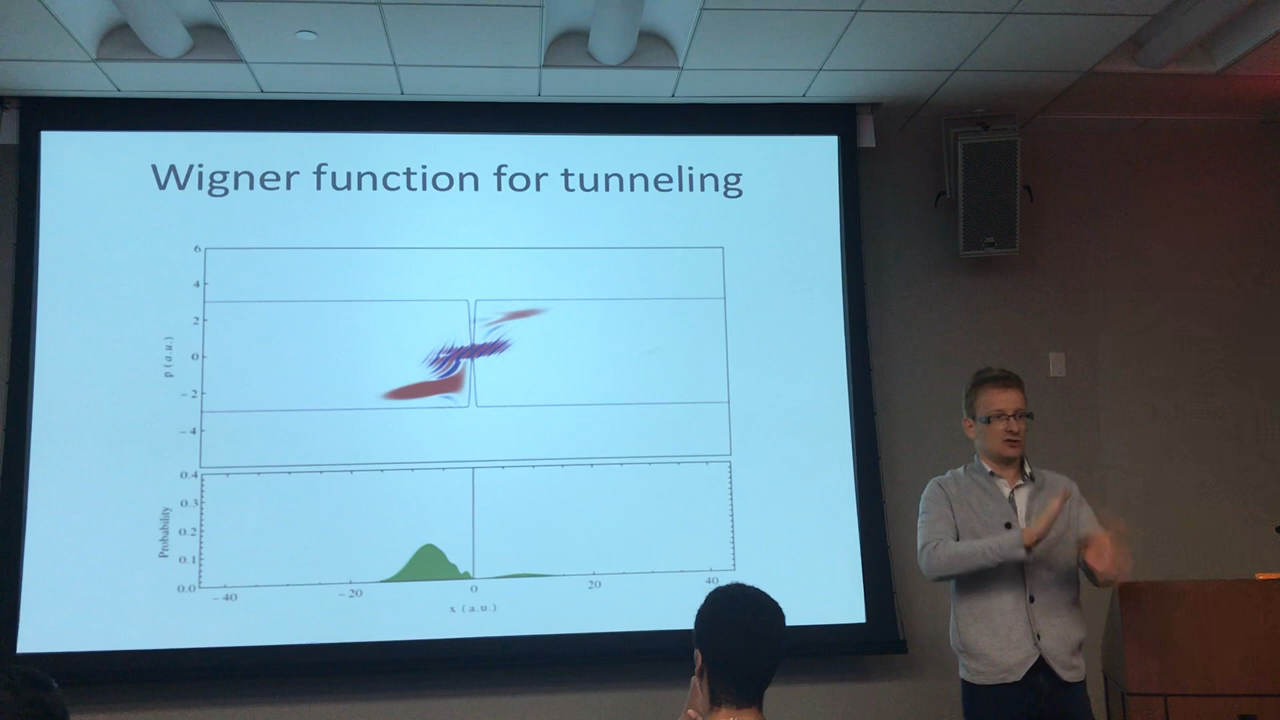 Wigner function for tunneling
6
4
2
0
−2
−4
p (a.u.)
0.4
0.3
0.2
0.1
0.0
Probability
−40 −20 0 20 40
x (a.u.)